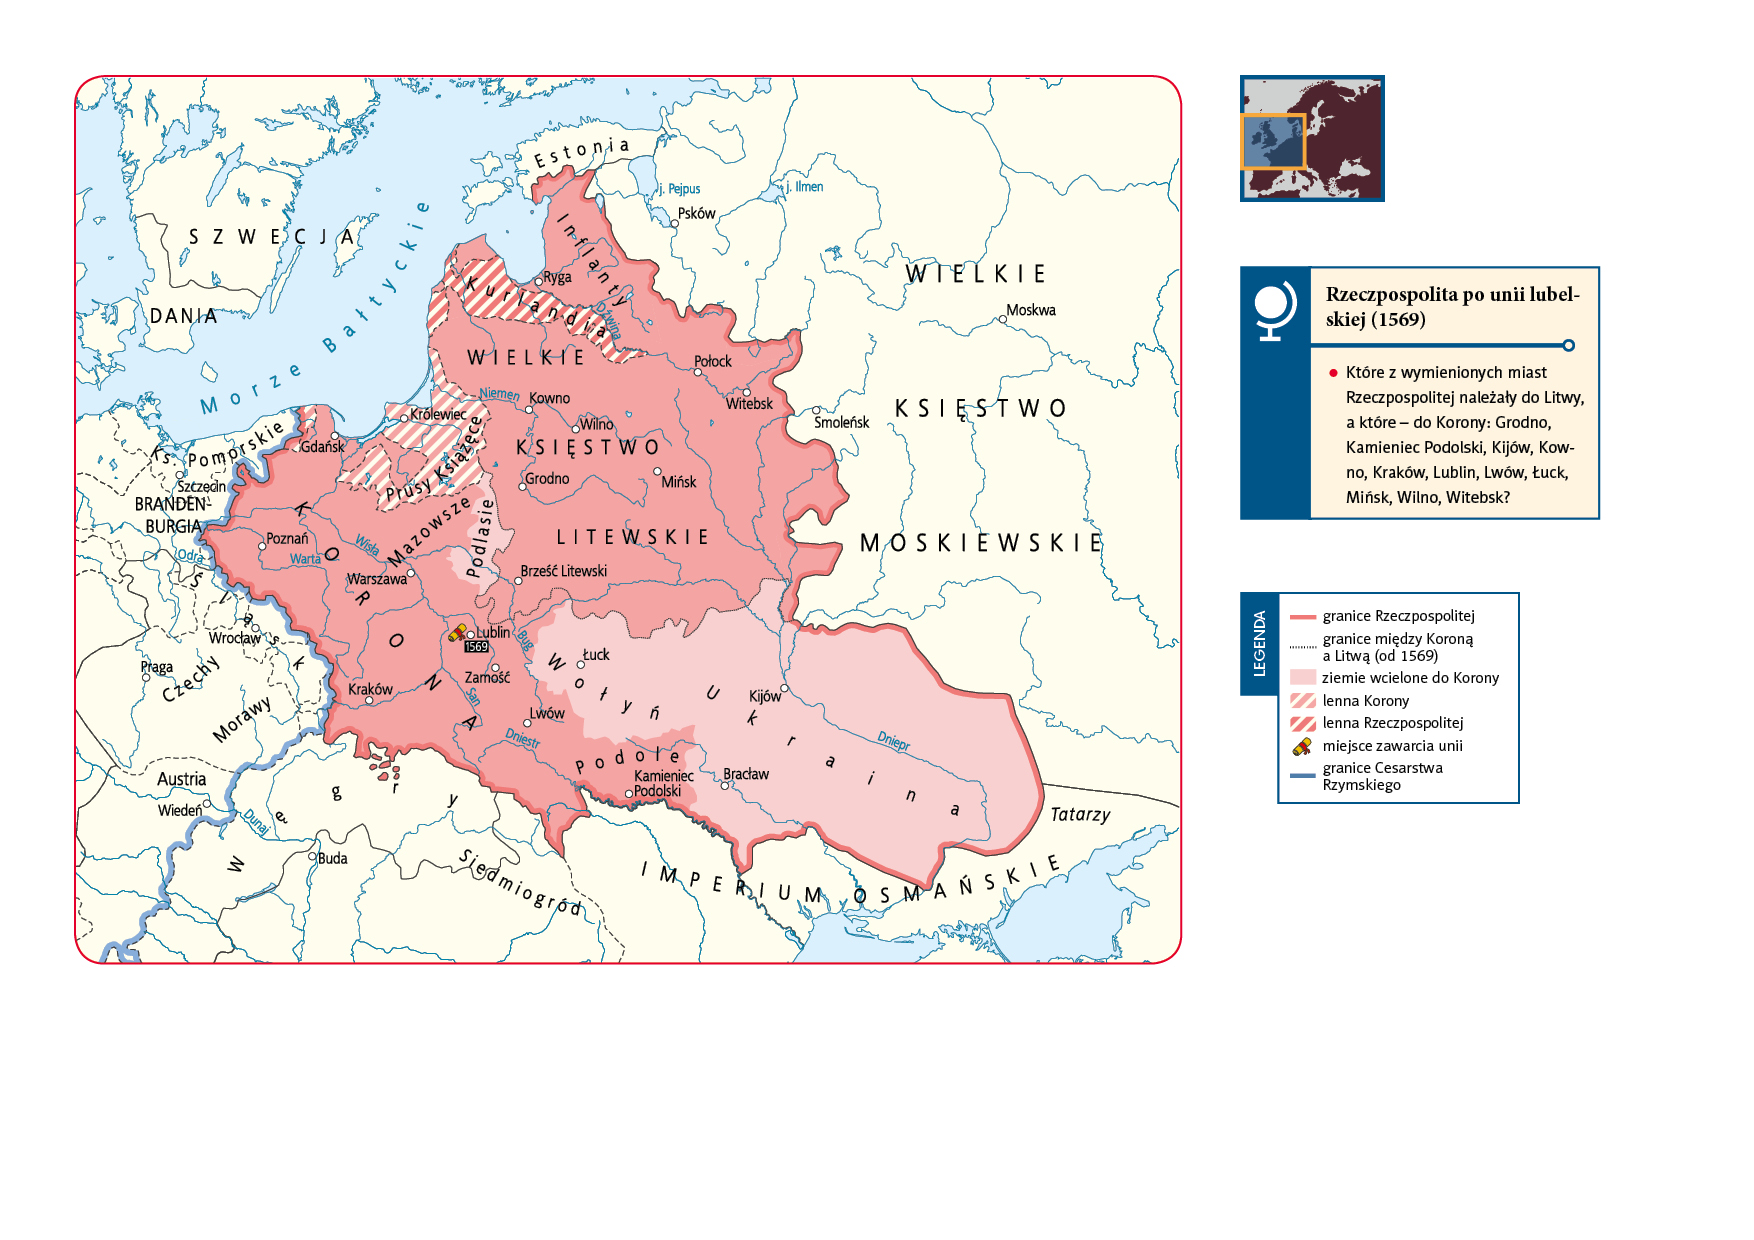 Estonia
j. Pejpus
j. Ilmen
Psków
SZWECJA
Morze Bałtyckie
Inflanty
WIELKIE
Ryga
Kurlandia
Dźwina
Moskwa
DANIA
WIELKIE
Połock
Niemen
Kowno
Witebsk
KSIĘSTWO
Królewiec
Smoleńsk
Wilno
Ks. Pomorskie
Gdańsk
KSIĘSTWO
Prusy Książęce
Szczecin
Grodno
Mińsk
BRANDEN-
BURGIA
KORONA
Mazowsze
Podlasie
Poznań
Wisła
LITEWSKIE
MOSKIEWSKIE
Odra
Warta
Warszawa
Brześć Litewski
Śląsk
Wrocław
Lublin
1569
Bug
Praga
Czechy
Łuck
Wołyń
Zamość
Kraków
San
Ukraina
Kijów
Morawy
Lwów
Dniestr
Dniepr
Podole
Austria
Kamieniec
Podolski
Bracław
Wiedeń
Dunaj
Węgry
Tatarzy
Buda
Siedmiogród
IMPERIUM OSMAŃSKIE
Rzeczpospolita po unii lubel-
skiej (1569)
● Które z wymienionych miast
Rzeczpospolitej należały do Litwy,
a które – do Korony: Grodno,
Kamieniec Podolski, Kijów, Kow-
no, Kraków, Lublin, Lwów, Łuck,
Mińsk, Wilno, Witebsk?
LEGENDA
granice Rzeczpospolitej
granice między Koroną
a Litwą (od 1569)
ziemie wcielone do Korony
lenna Korony
lenna Rzeczpospolitej
miejsce zawarcia unii
granice Cesarstwa
Rzymskiego